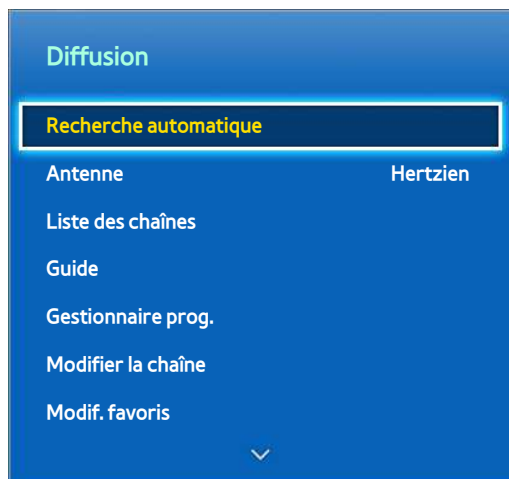 Diffusion
Recherche automatique
Antenne Hertzien
Liste des chaînes
Guide
Gestionnaire prog.
Modifier la chaîne
Modif. favoris